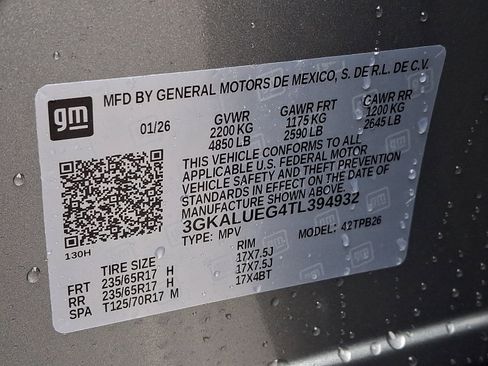 gm
MFD BY GENERAL MOTORS DE MEXICO, S. DE R.L. DE C.V.
01/26 GVWR GAWR FRT GAWR RR
2200 KG 1175 KG 1200 KG
4850 LB 2590 LB 2645 LB
THIS VEHICLE CONFORMS TO ALL
APPLICABLE U.S. FEDERAL MOTOR
VEHICLE SAFETY AND THEFT PREVENTION
STANDARDS IN EFFECT ON THE DATE OF
MANUFACTURE SHOWN ABOVE.
3GKALUEG4TL394932
TYPE: MPV MODEL: 42TPB26
130H
TIRE SIZE RIM
FRT 235/65R17 H 17X7.5J
RR 235/65R17 H 17X7.5J
SPA T125/70R17 M 17X4BT